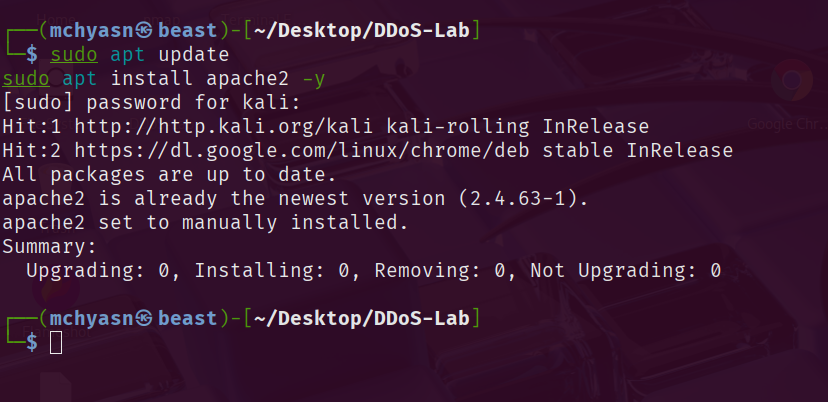 ┌──(mchyasn㉿beast)-[~/Desktop/DDoS-Lab]
└─$ sudo apt update
sudo apt install apache2 -y
[sudo] password for kali:
Hit:1 http://http.kali.org/kali kali-rolling InRelease
Hit:2 https://dl.google.com/linux/chrome/deb stable InRelease
All packages are up to date.
apache2 is already the newest version (2.4.63-1).
apache2 set to manually installed.
Summary:
  Upgrading: 0, Installing: 0, Removing: 0, Not Upgrading: 0
┌──(mchyasn㉿beast)-[~/Desktop/DDoS-Lab]
└─$
Google Chr